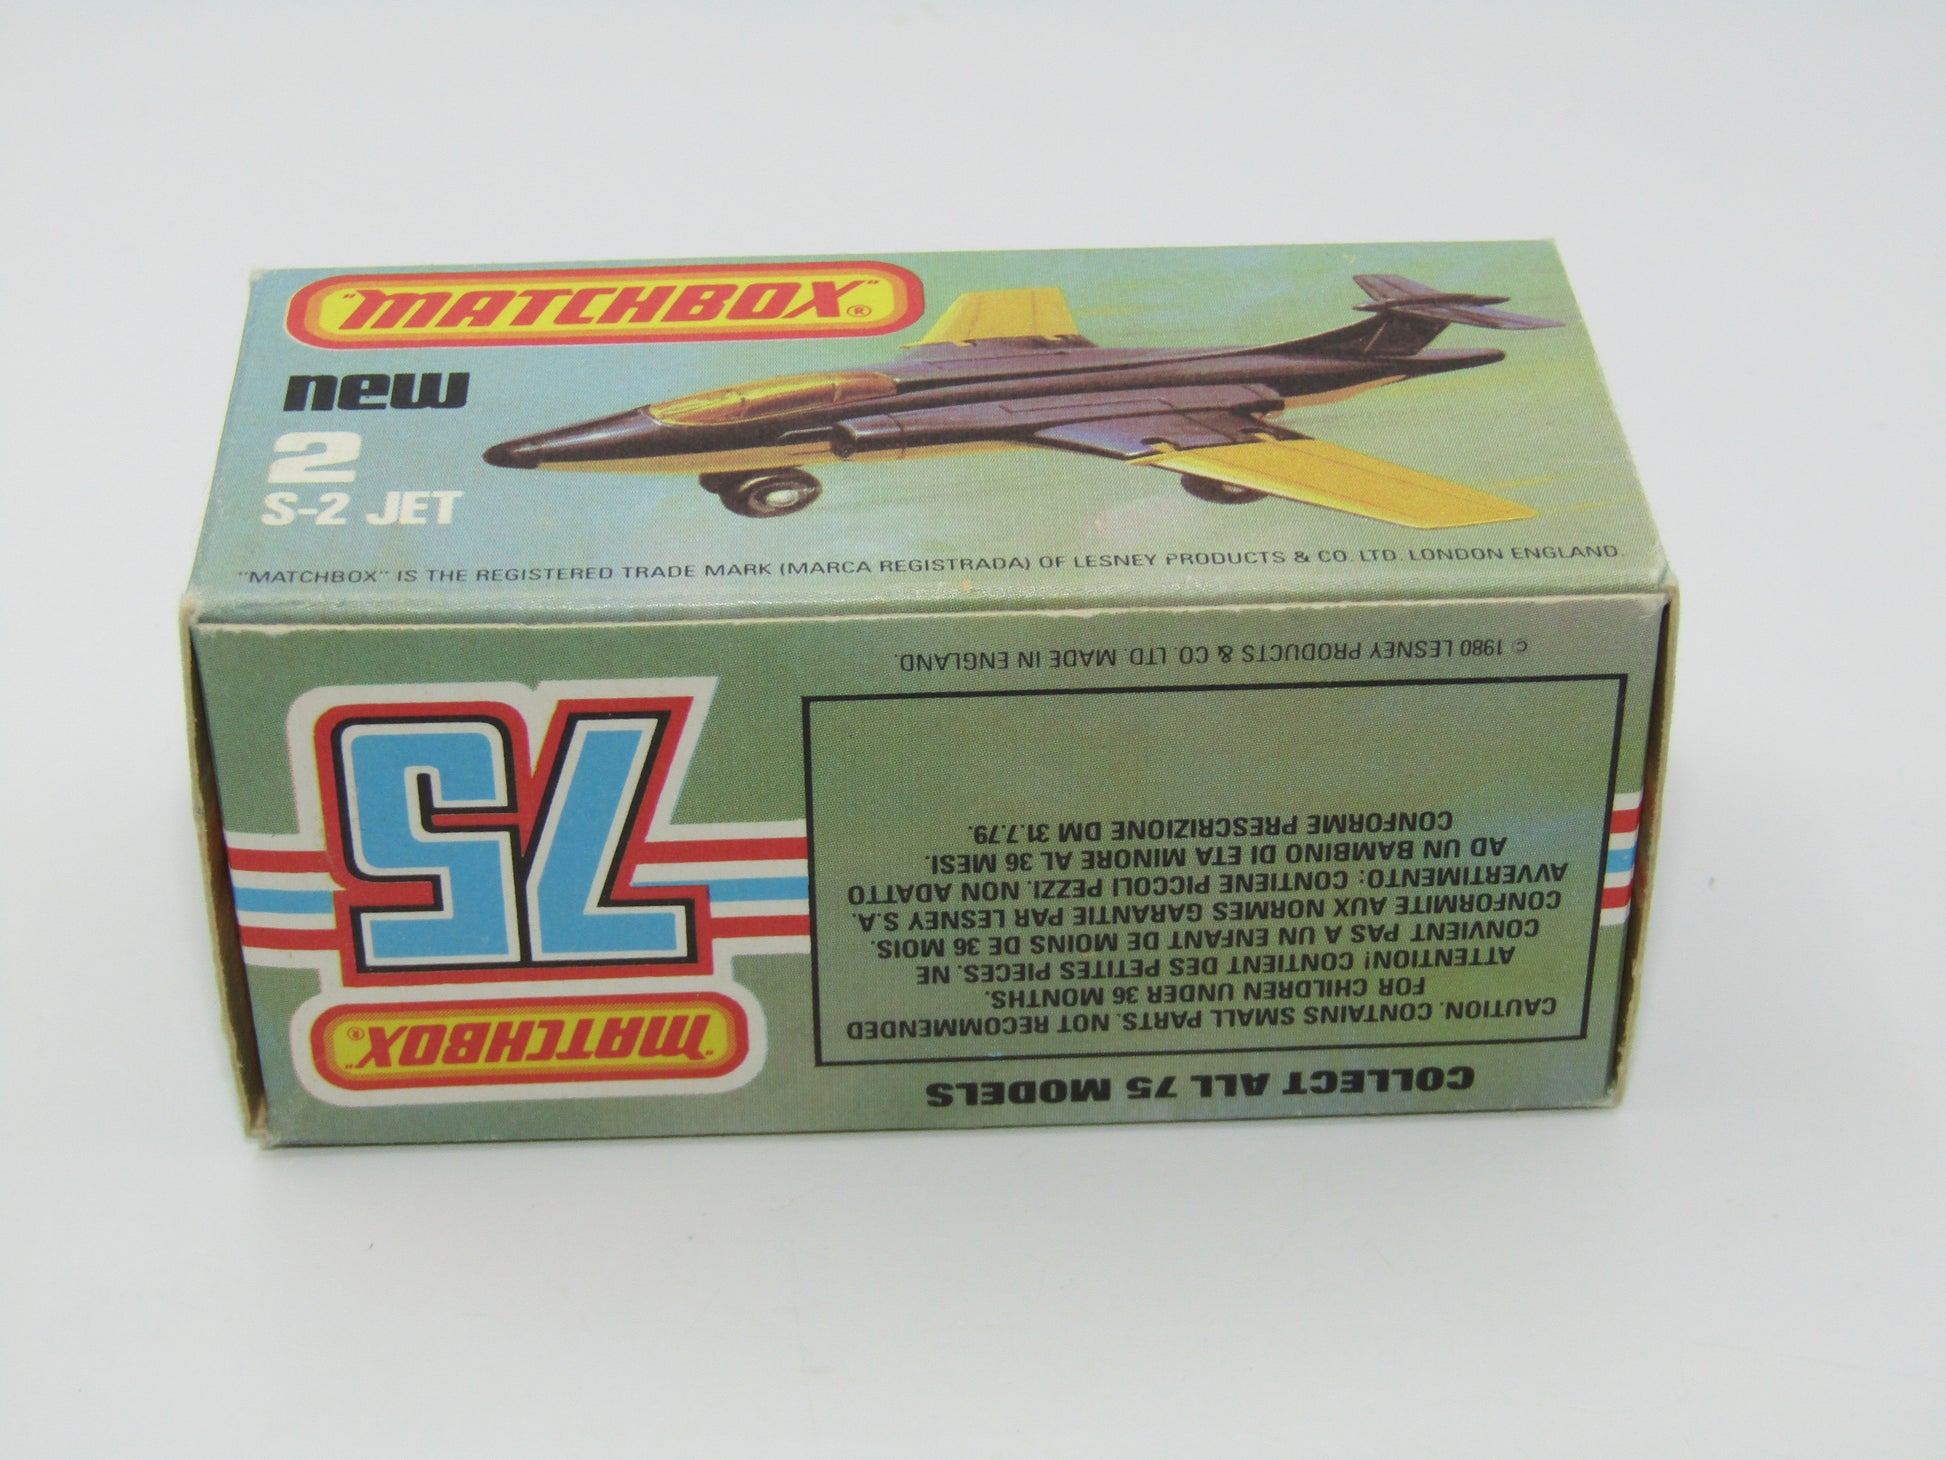 "MATCHBOX"®
new
2
S-2 JET
"MATCHBOX" IS THE REGISTERED TRADE MARK (MARCA REGISTRADA) OF LESNEY PRODUCTS & CO. LTD. LONDON ENGLAND.
"MATCHBOX"®
75
COLLECT ALL 75 MODELS
CAUTION. CONTAINS SMALL PARTS. NOT RECOMMENDED
FOR CHILDREN UNDER 36 MONTHS.
ATTENTION! CONTIENT DES PETITES PIECES. NE
CONVIENT PAS A UN ENFANT DE MOINS DE 36 MOIS.
CONFORMITE AUX NORMES GARANTIE PAR LESNEY S.A.
AVVERTIMENTO: CONTIENE PICCOLI PEZZI. NON ADATTO
AD UN BAMBINO DI ETA MINORE AL 36 MESI.
CONFORME PRESCRIZIONE DM 31.7.79.
© 1980 LESNEY PRODUCTS & CO. LTD. MADE IN ENGLAND.